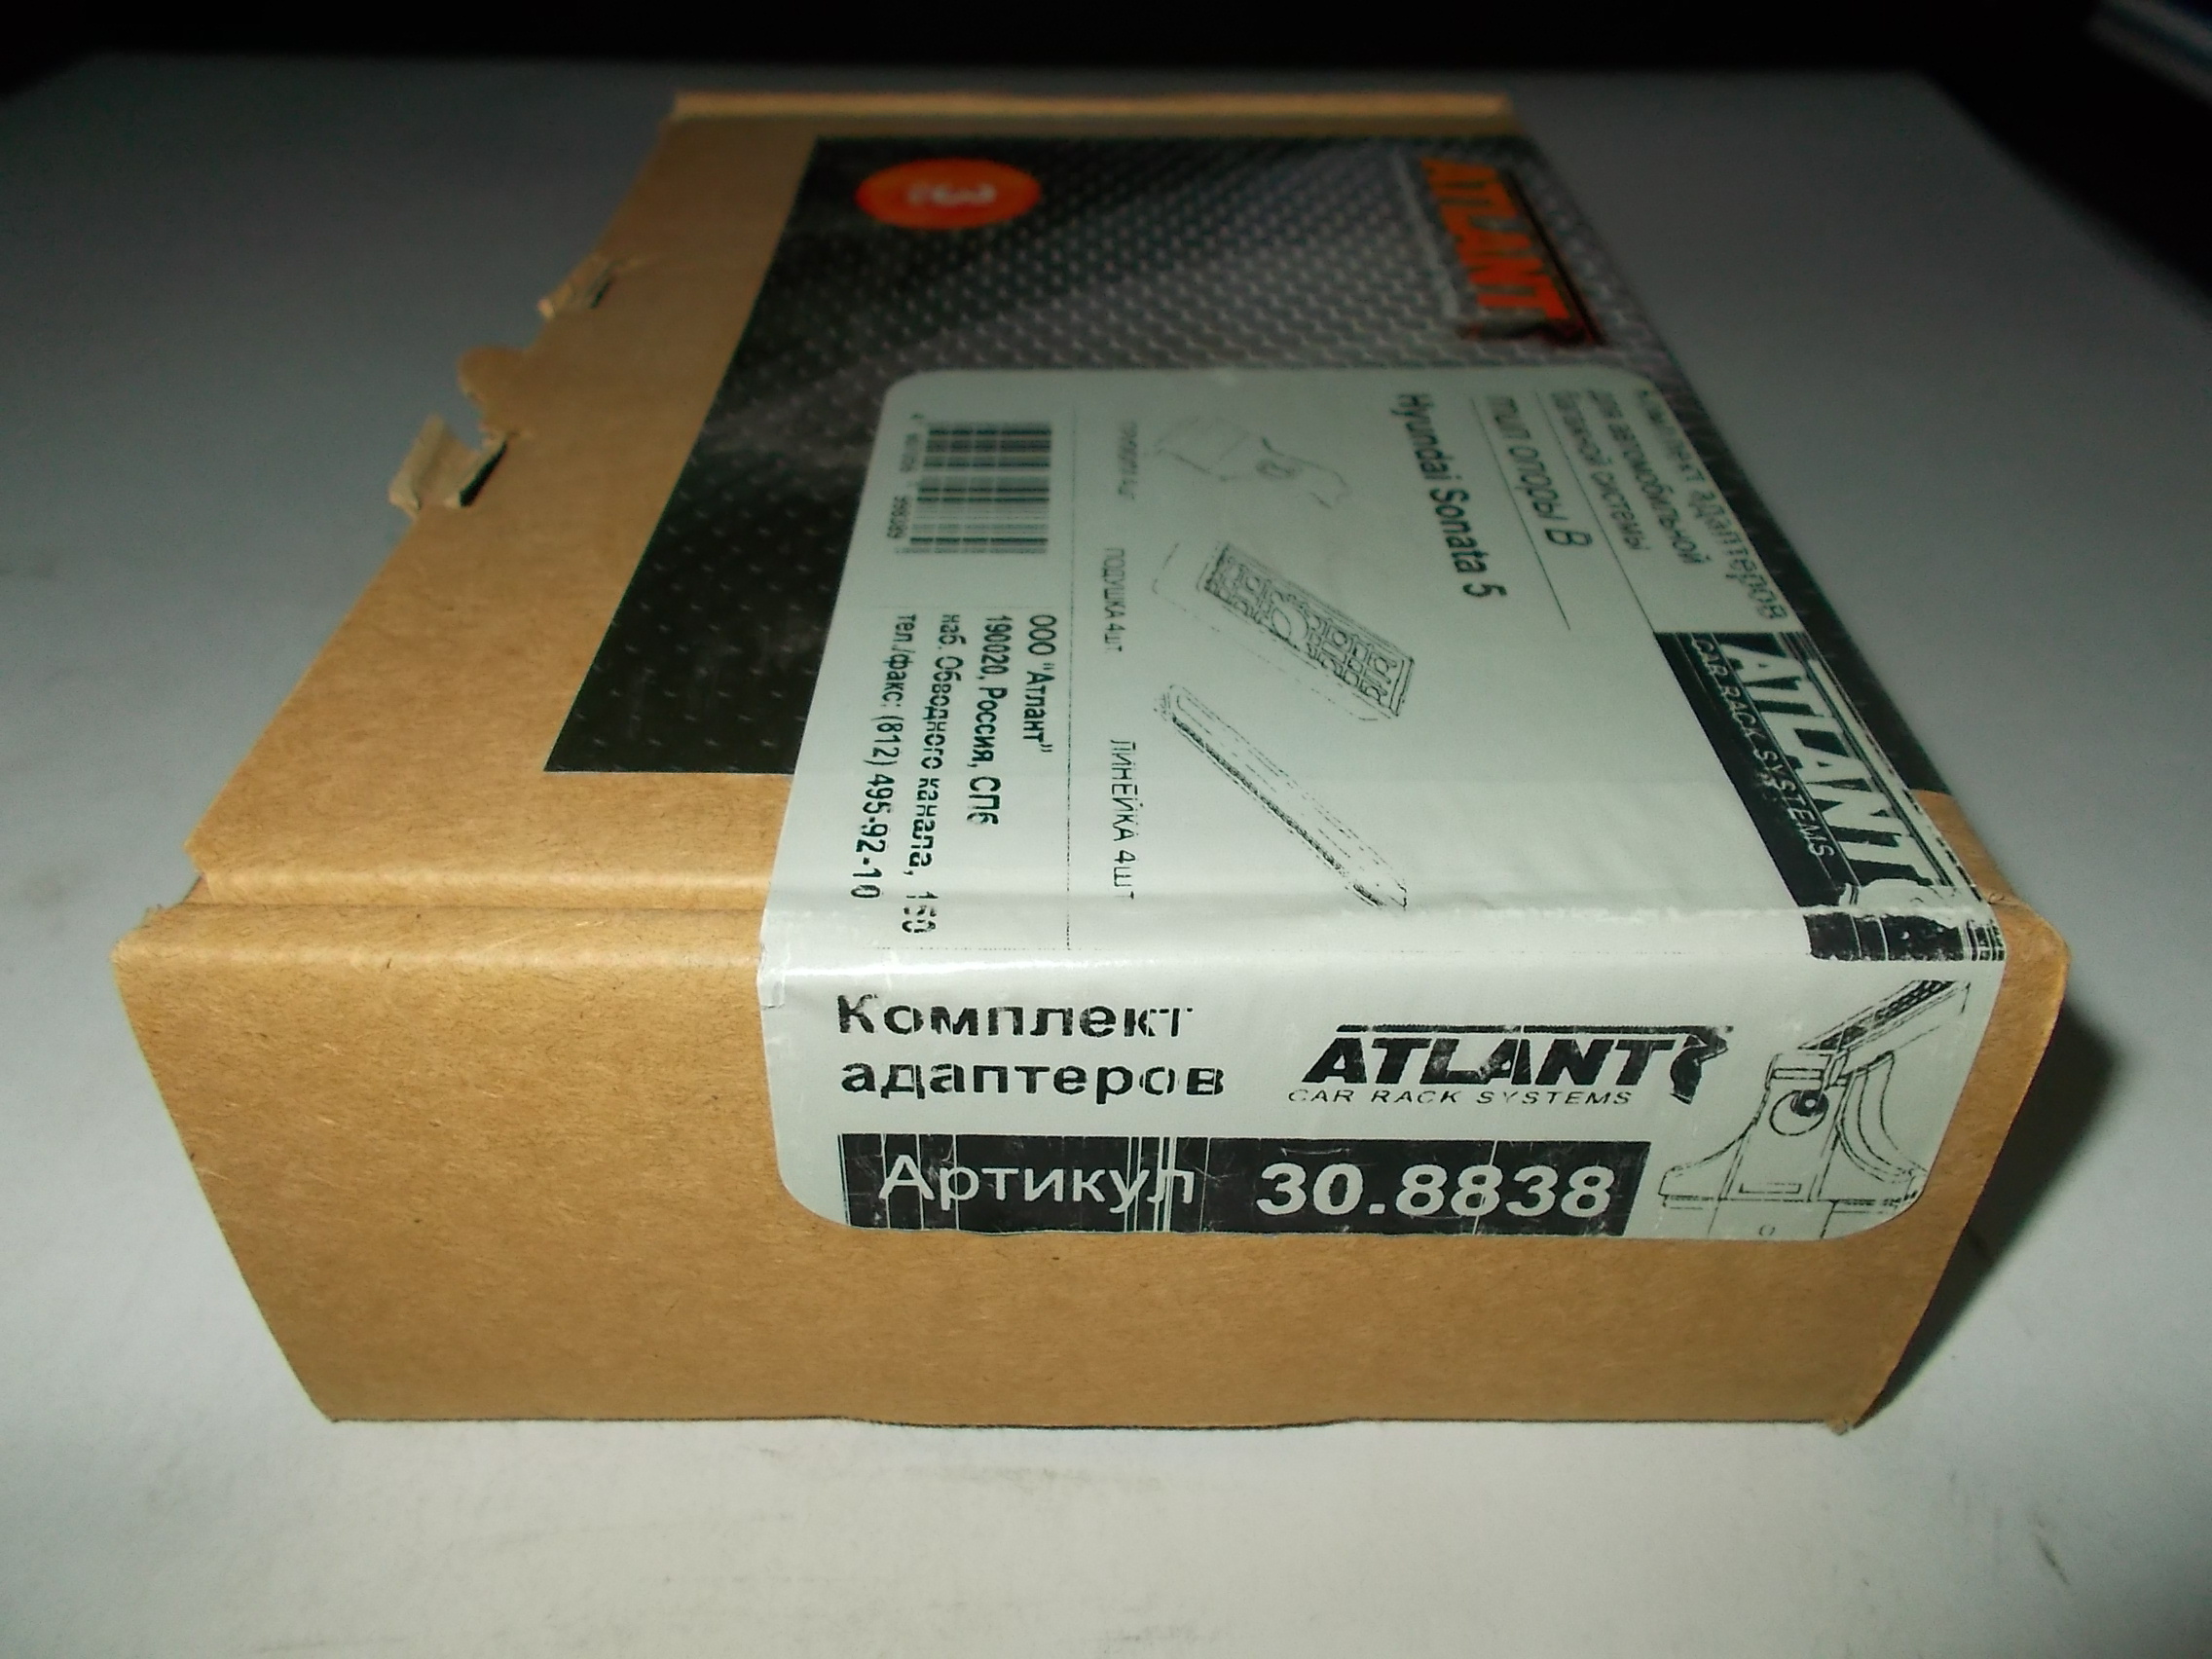 3
ATLANT
Комплект адаптеров
для автомобильной
багажной системы
тип опоры В
Hyundai Sonata 5
ATLANT
CAR RACK SYSTEMS
ПОДУШКА 4шт
ЛИНЕЙКА 4шт
ООО "Атлант"
190020, Россия, СПб
наб. Обводного канала, 150
тел./факс: (812) 495-92-10
Комплект
адаптеров
ATLANT
CAR RACK SYSTEMS
Артикул 30.8838